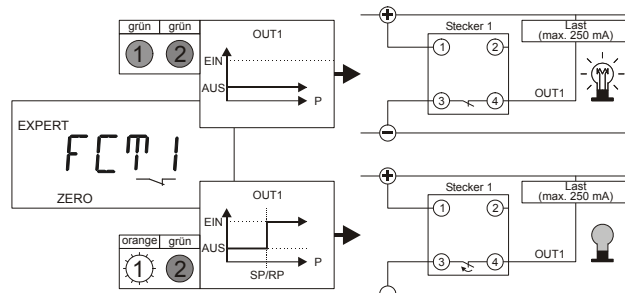 grün grün
1 2
OUT1
EIN
AUS
P
+
Stecker 1
Last
(max. 250 mA)
1 2
3 4
OUT1
−
EXPERT
FCTN1
ZERO
orange grün
1 2
OUT1
EIN
AUS
P
SP/RP
+
Stecker 1
Last
(max. 250 mA)
1 2
3 4
OUT1